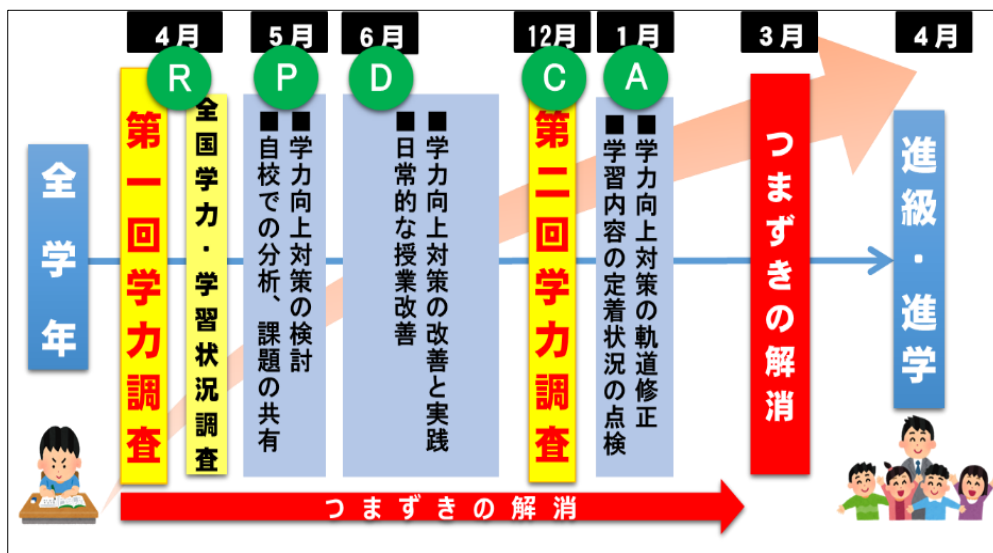 4月
5月
6月
12月
1月
3月
4月
R
P
D
C
A
全学年
第一回学力調査
全国学力・学習状況調査
■学力向上対策の検討
■自校での分析、課題の共有
■学力向上対策の改善と実践
■日常的な授業改善
第二回学力調査
■学力向上対策の軌道修正
■学習内容の定着状況の点検
つまずきの解消
進級・進学
つまずきの解消